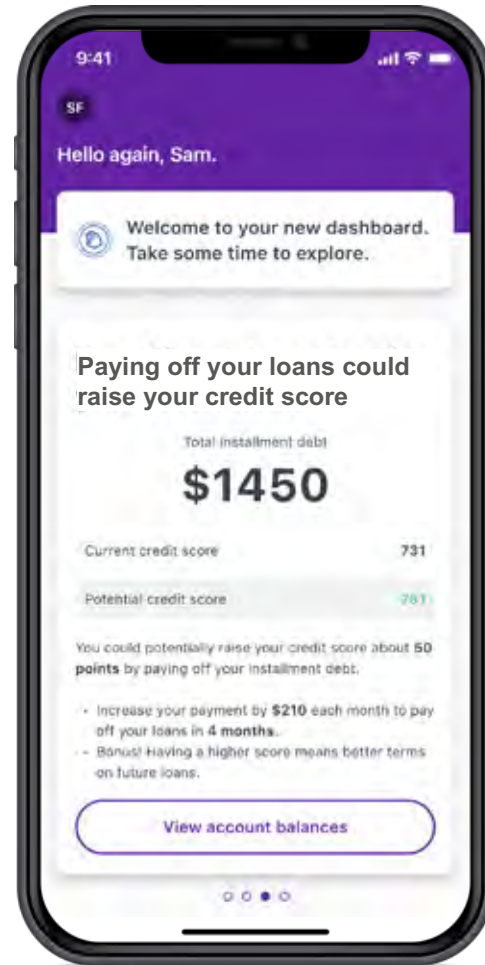 9:41
SF
Hello again, Sam.
Welcome to your new dashboard.
Take some time to explore.
Paying off your loans could
raise your credit score
Total installment debt
$1450
Current credit score 731
Potential credit score 781
You could potentially raise your credit score about 50
points by paying off your installment debt.
- Increase your payment by $210 each month to pay
off your loans in 4 months.
- Bonus! Having a higher score means better terms
on future loans.
View account balances